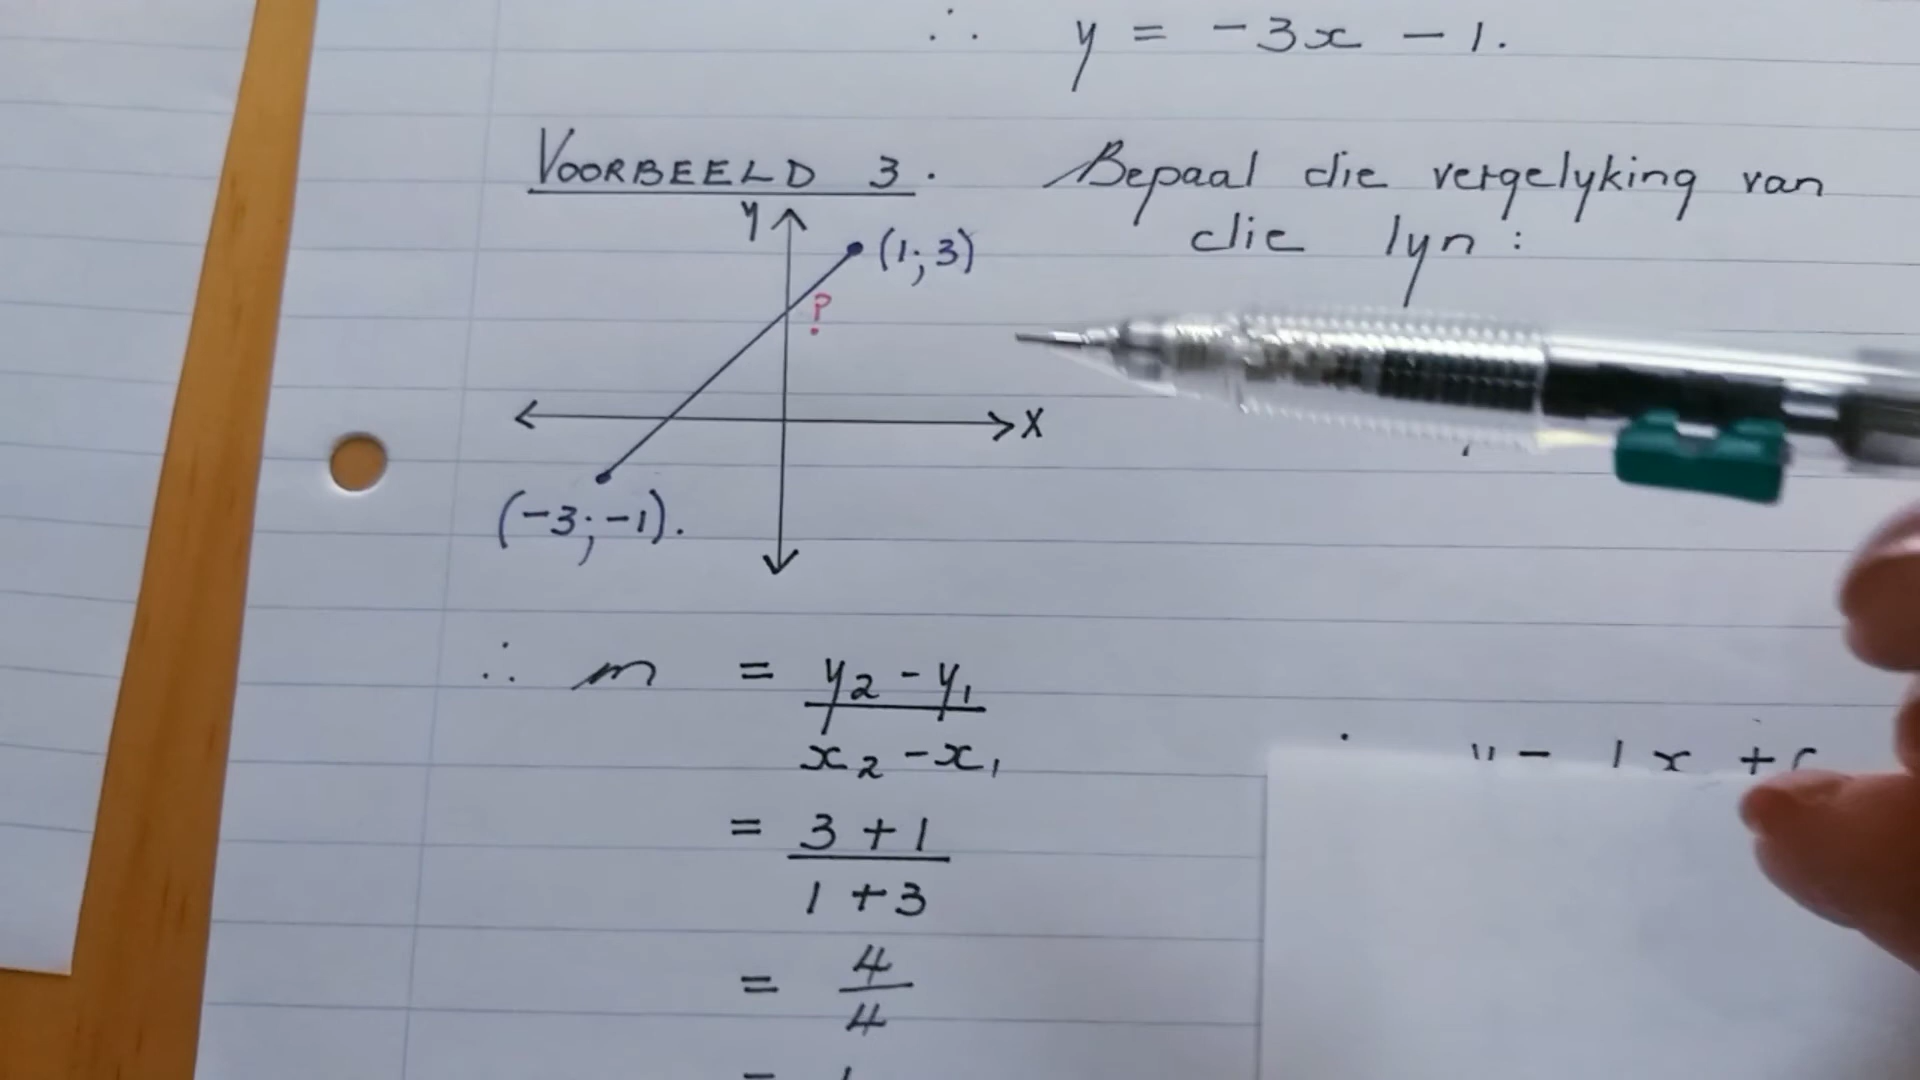 ∴ y = -3x - 1.
VOORBEELD 3. Bepaal die vergelyking van
die lyn:
Y
(1;3)
?
X
(-3;-1).
∴ m = y₂ - y₁
x₂ - x₁
= 3 + 1
1 + 3
= 4
4
=